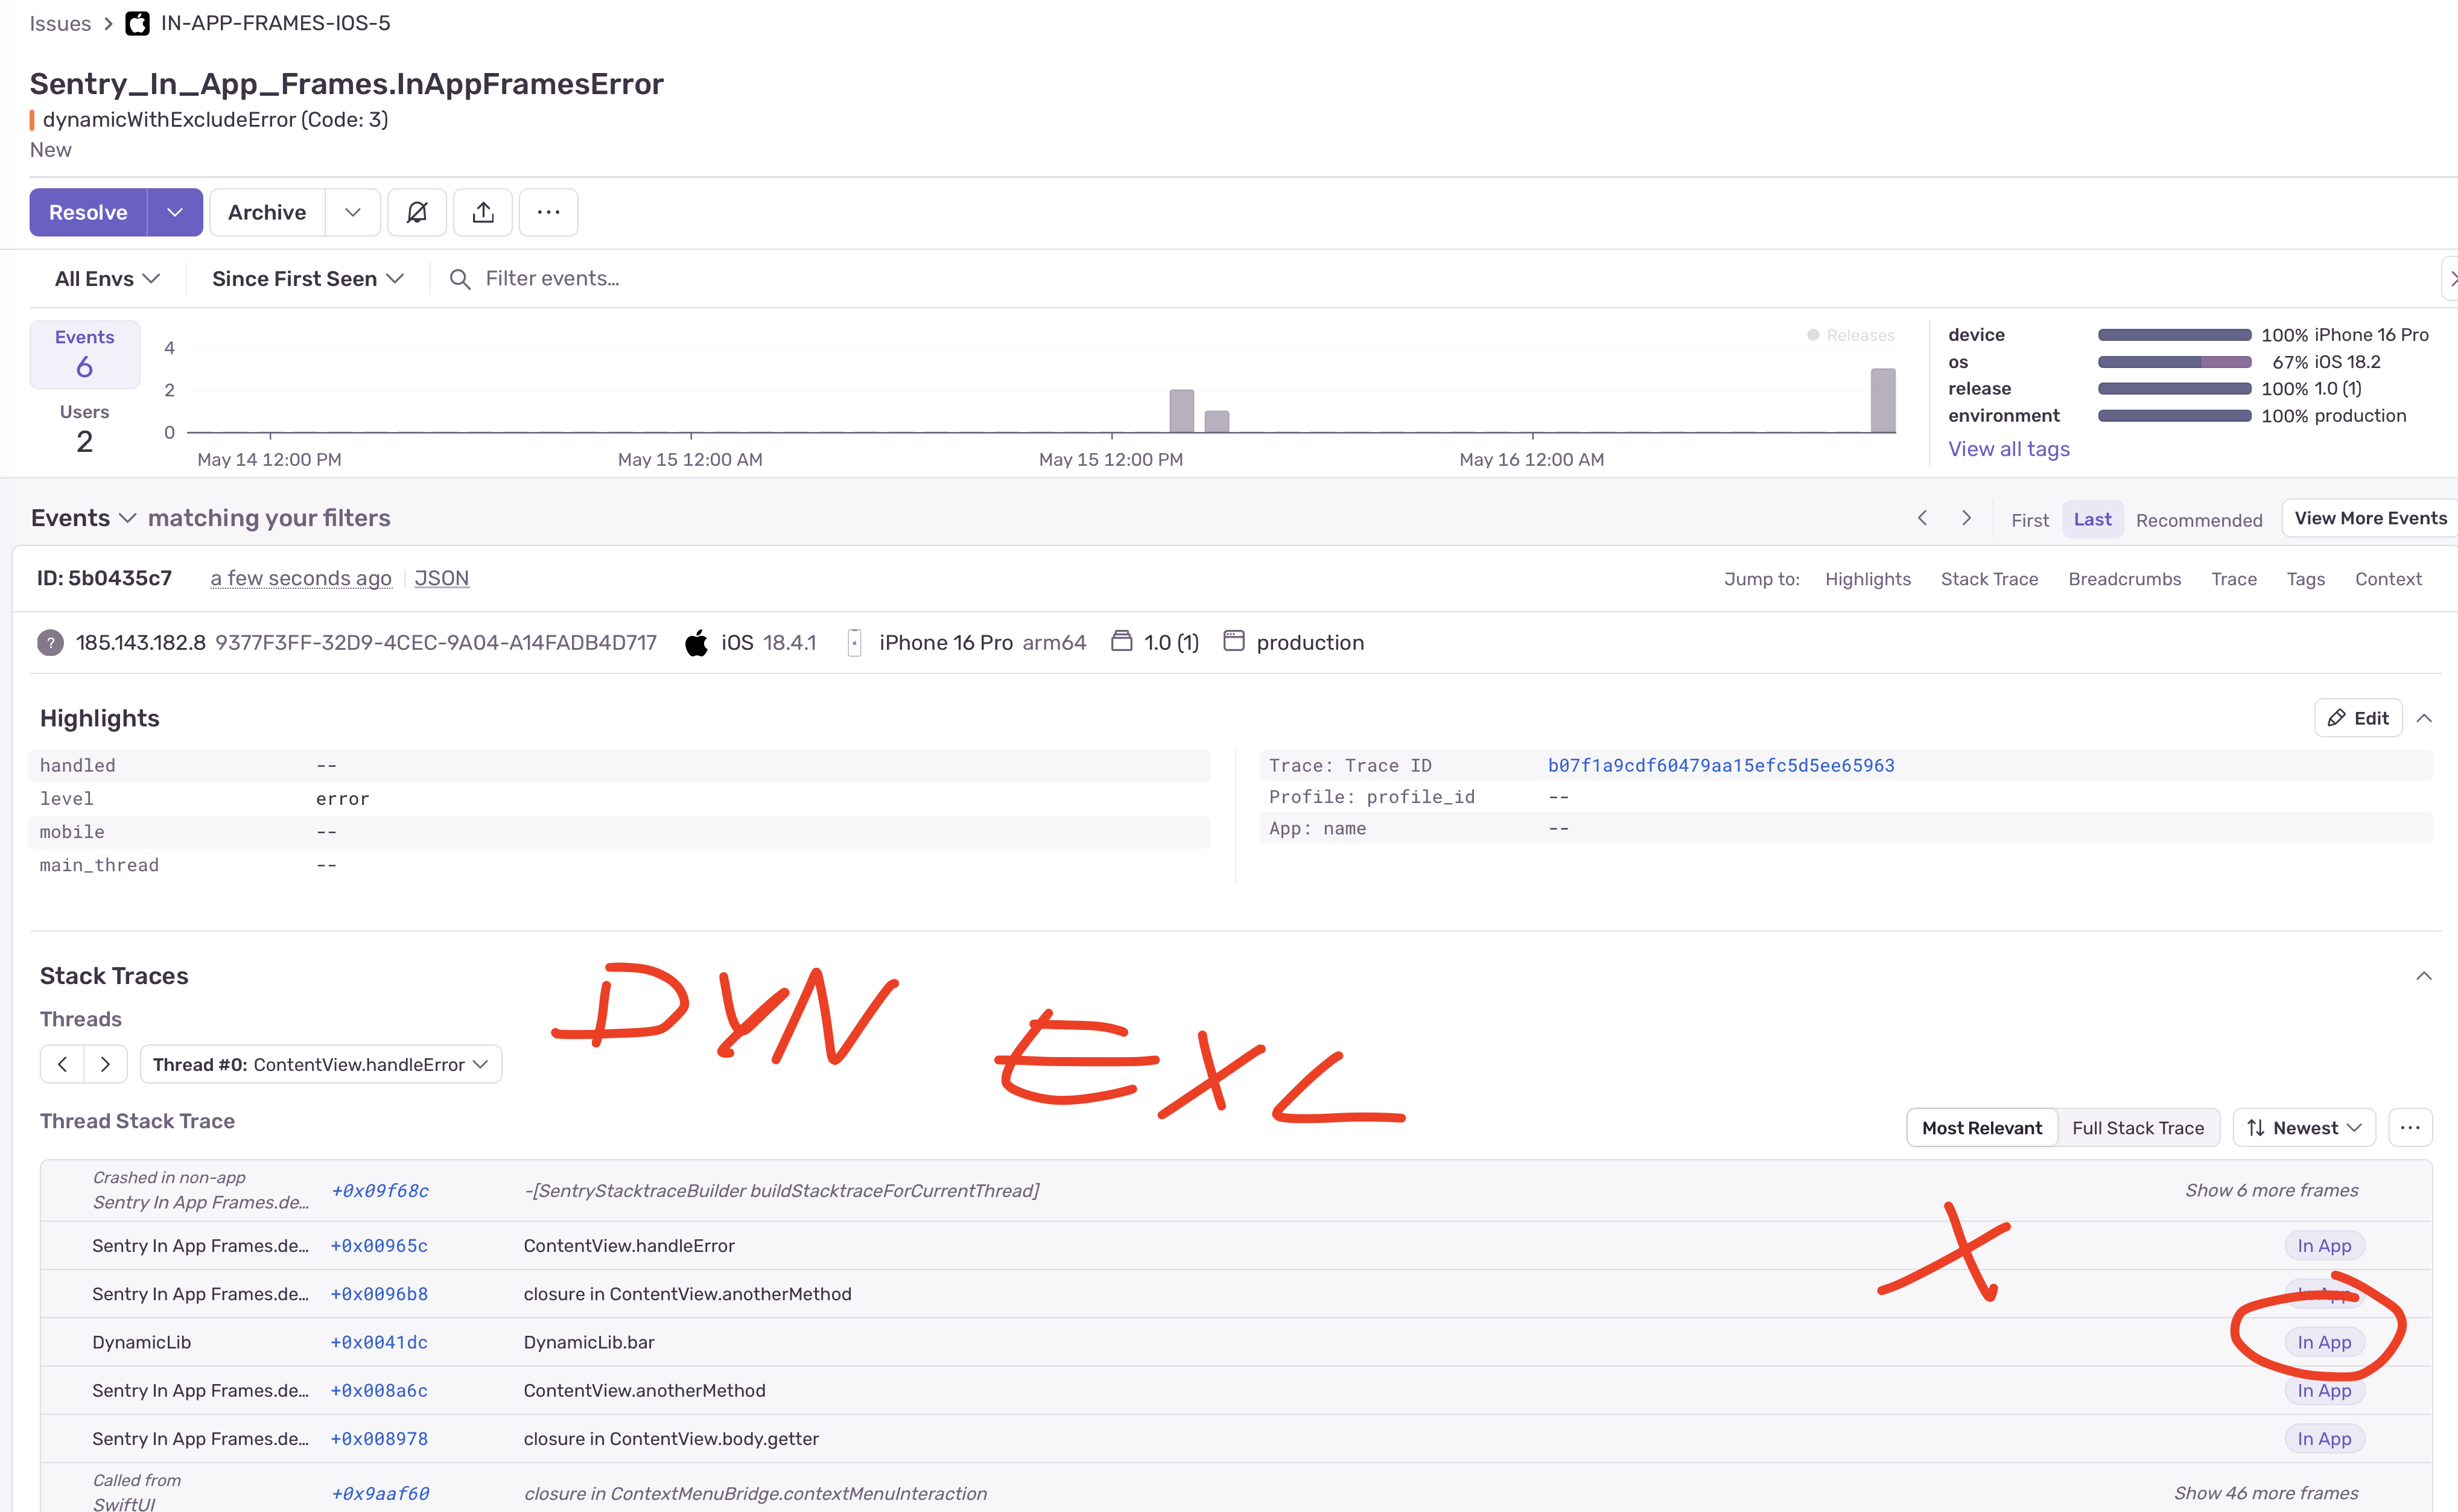 Issues > IN-APP-FRAMES-IOS-5
Sentry_In_App_Frames.InAppFramesError
dynamicWithExcludeError (Code: 3)
New
Resolve Archive ...
All Envs Since First Seen Filter events...
Events
6
Users
2
4
2
0
Releases
May 14 12:00 PM May 15 12:00 AM May 15 12:00 PM May 16 12:00 AM
device 100% iPhone 16 Pro
os 67% iOS 18.2
release 100% 1.0 (1)
environment 100% production
View all tags
Events matching your filters First Last Recommended View More Events
ID: 5b0435c7 a few seconds ago JSON Jump to: Highlights Stack Trace Breadcrumbs Trace Tags Context
? 185.143.182.8 9377F3FF-32D9-4CEC-9A04-A14FADB4D717 iOS 18.4.1 iPhone 16 Pro arm64 1.0 (1) production
Highlights Edit
handled --
level error
mobile --
main_thread --
Trace: Trace ID b07f1a9cdf60479aa15efc5d5ee65963
Profile: profile_id --
App: name --
Stack Traces
DYN EXL
Threads
Thread #0: ContentView.handleError
Thread Stack Trace Most Relevant Full Stack Trace Newest ...
Crashed in non-app
Sentry In App Frames.de... +0x09f68c -[SentryStacktraceBuilder buildStacktraceForCurrentThread] Show 6 more frames
Sentry In App Frames.de... +0x00965c ContentView.handleError In App
X
Sentry In App Frames.de... +0x0096b8 closure in ContentView.anotherMethod In App
DynamicLib +0x0041dc DynamicLib.bar In App
Sentry In App Frames.de... +0x008a6c ContentView.anotherMethod In App
Sentry In App Frames.de... +0x008978 closure in ContentView.body.getter In App
Called from
SwiftUI +0x9aaf60 closure in ContextMenuBridge.contextMenuInteraction Show 46 more frames